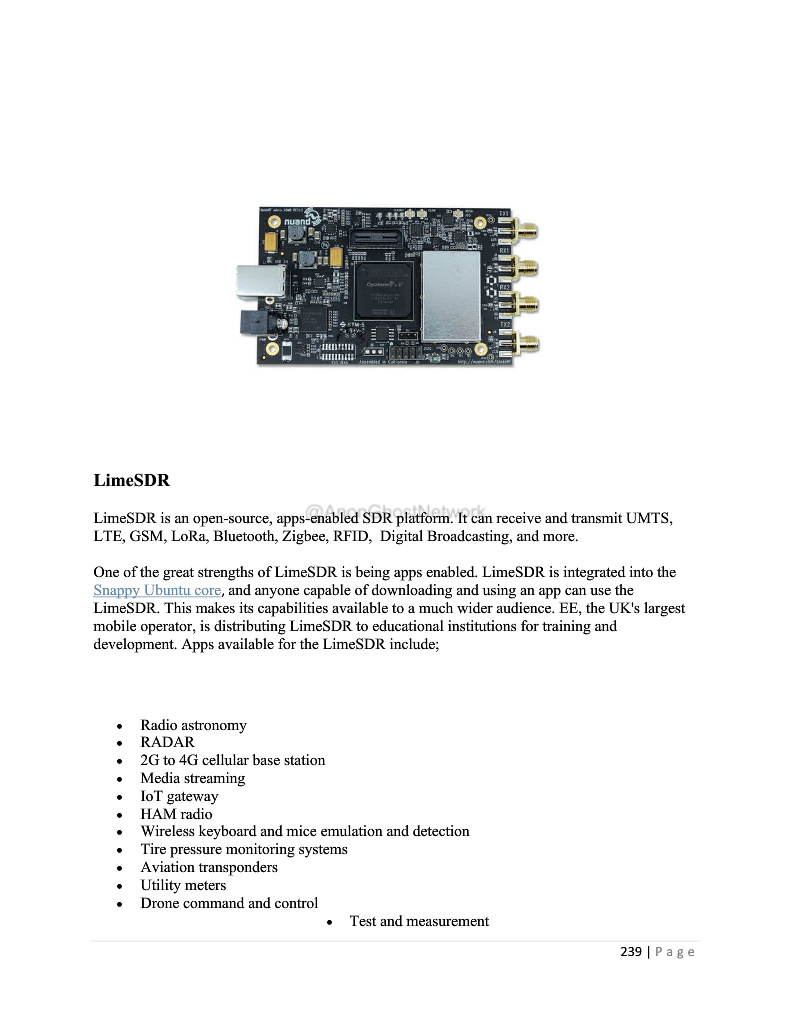 nuand
TX1
RX1
RX2
TX2
LimeSDR
@AnonGhostNetwork
LimeSDR is an open-source, apps-enabled SDR platform. It can receive and transmit UMTS,
LTE, GSM, LoRa, Bluetooth, Zigbee, RFID, Digital Broadcasting, and more.
One of the great strengths of LimeSDR is being apps enabled. LimeSDR is integrated into the
Snappy Ubuntu core, and anyone capable of downloading and using an app can use the
LimeSDR. This makes its capabilities available to a much wider audience. EE, the UK's largest
mobile operator, is distributing LimeSDR to educational institutions for training and
development. Apps available for the LimeSDR include;
• Radio astronomy
• RADAR
• 2G to 4G cellular base station
• Media streaming
• IoT gateway
• HAM radio
• Wireless keyboard and mice emulation and detection
• Tire pressure monitoring systems
• Aviation transponders
• Utility meters
• Drone command and control
• Test and measurement
239 | Page